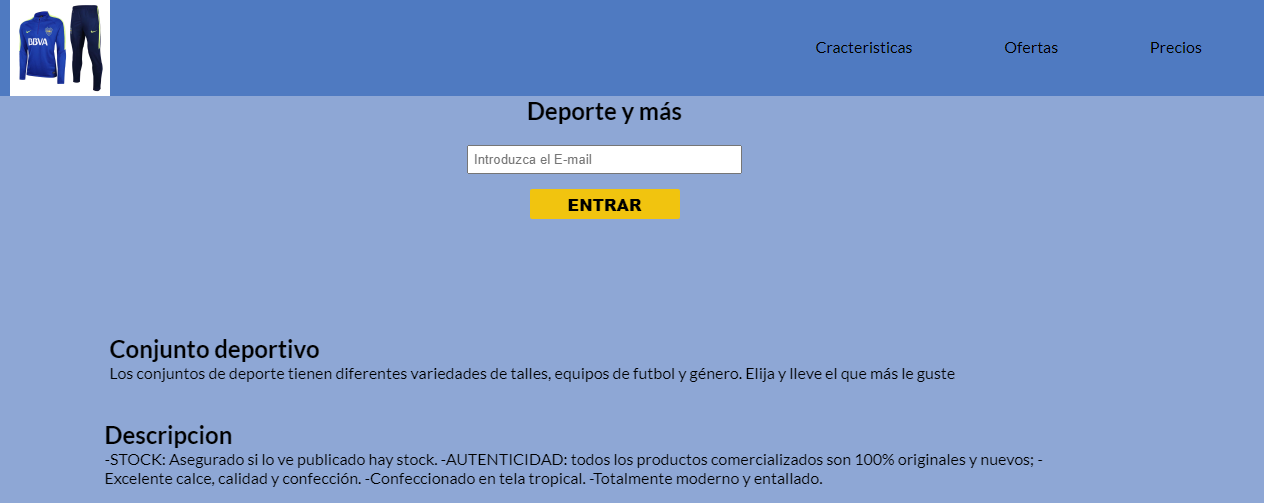 BBVA
Cracteristicas Ofertas Precios
Deporte y más
Introduzca el E-mail
ENTRAR
Conjunto deportivo
Los conjuntos de deporte tienen diferentes variedades de talles, equipos de futbol y género. Elija y lleve el que más le guste
Descripcion
-STOCK: Asegurado si lo ve publicado hay stock. -AUTENTICIDAD: todos los productos comercializados son 100% originales y nuevos; -
Excelente calce, calidad y confección. -Confeccionado en tela tropical. -Totalmente moderno y entallado.